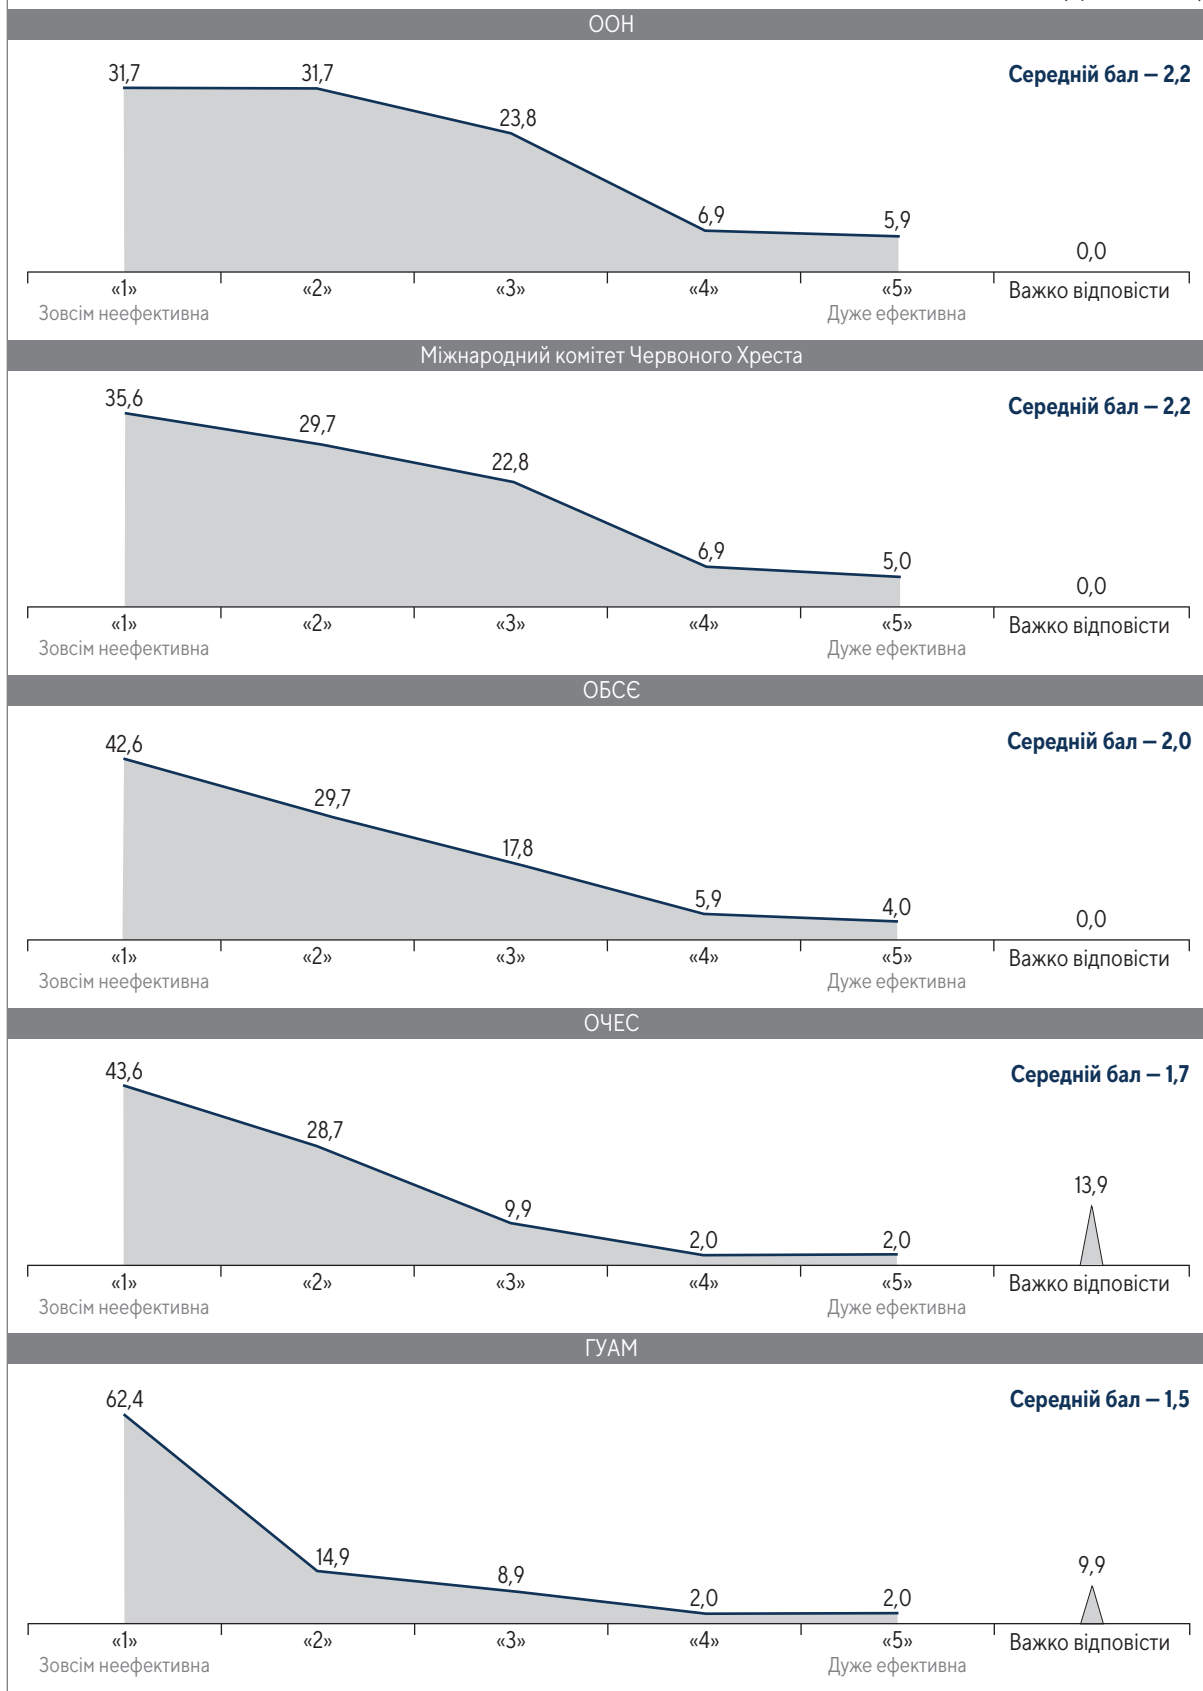 ООН
Середній бал – 2,2
31,7 31,7 23,8 6,9 5,9 0,0
«1» «2» «3» «4» «5» Важко відповісти
Зовсім неефективна Дуже ефективна
Міжнародний комітет Червоного Хреста
Середній бал – 2,2
35,6 29,7 22,8 6,9 5,0 0,0
«1» «2» «3» «4» «5» Важко відповісти
Зовсім неефективна Дуже ефективна
ОБСЄ
Середній бал – 2,0
42,6 29,7 17,8 5,9 4,0 0,0
«1» «2» «3» «4» «5» Важко відповісти
Зовсім неефективна Дуже ефективна
ОЧЕС
Середній бал – 1,7
43,6 28,7 9,9 2,0 2,0 13,9
«1» «2» «3» «4» «5» Важко відповісти
Зовсім неефективна Дуже ефективна
ГУАМ
Середній бал – 1,5
62,4 14,9 8,9 2,0 2,0 9,9
«1» «2» «3» «4» «5» Важко відповісти
Зовсім неефективна Дуже ефективна